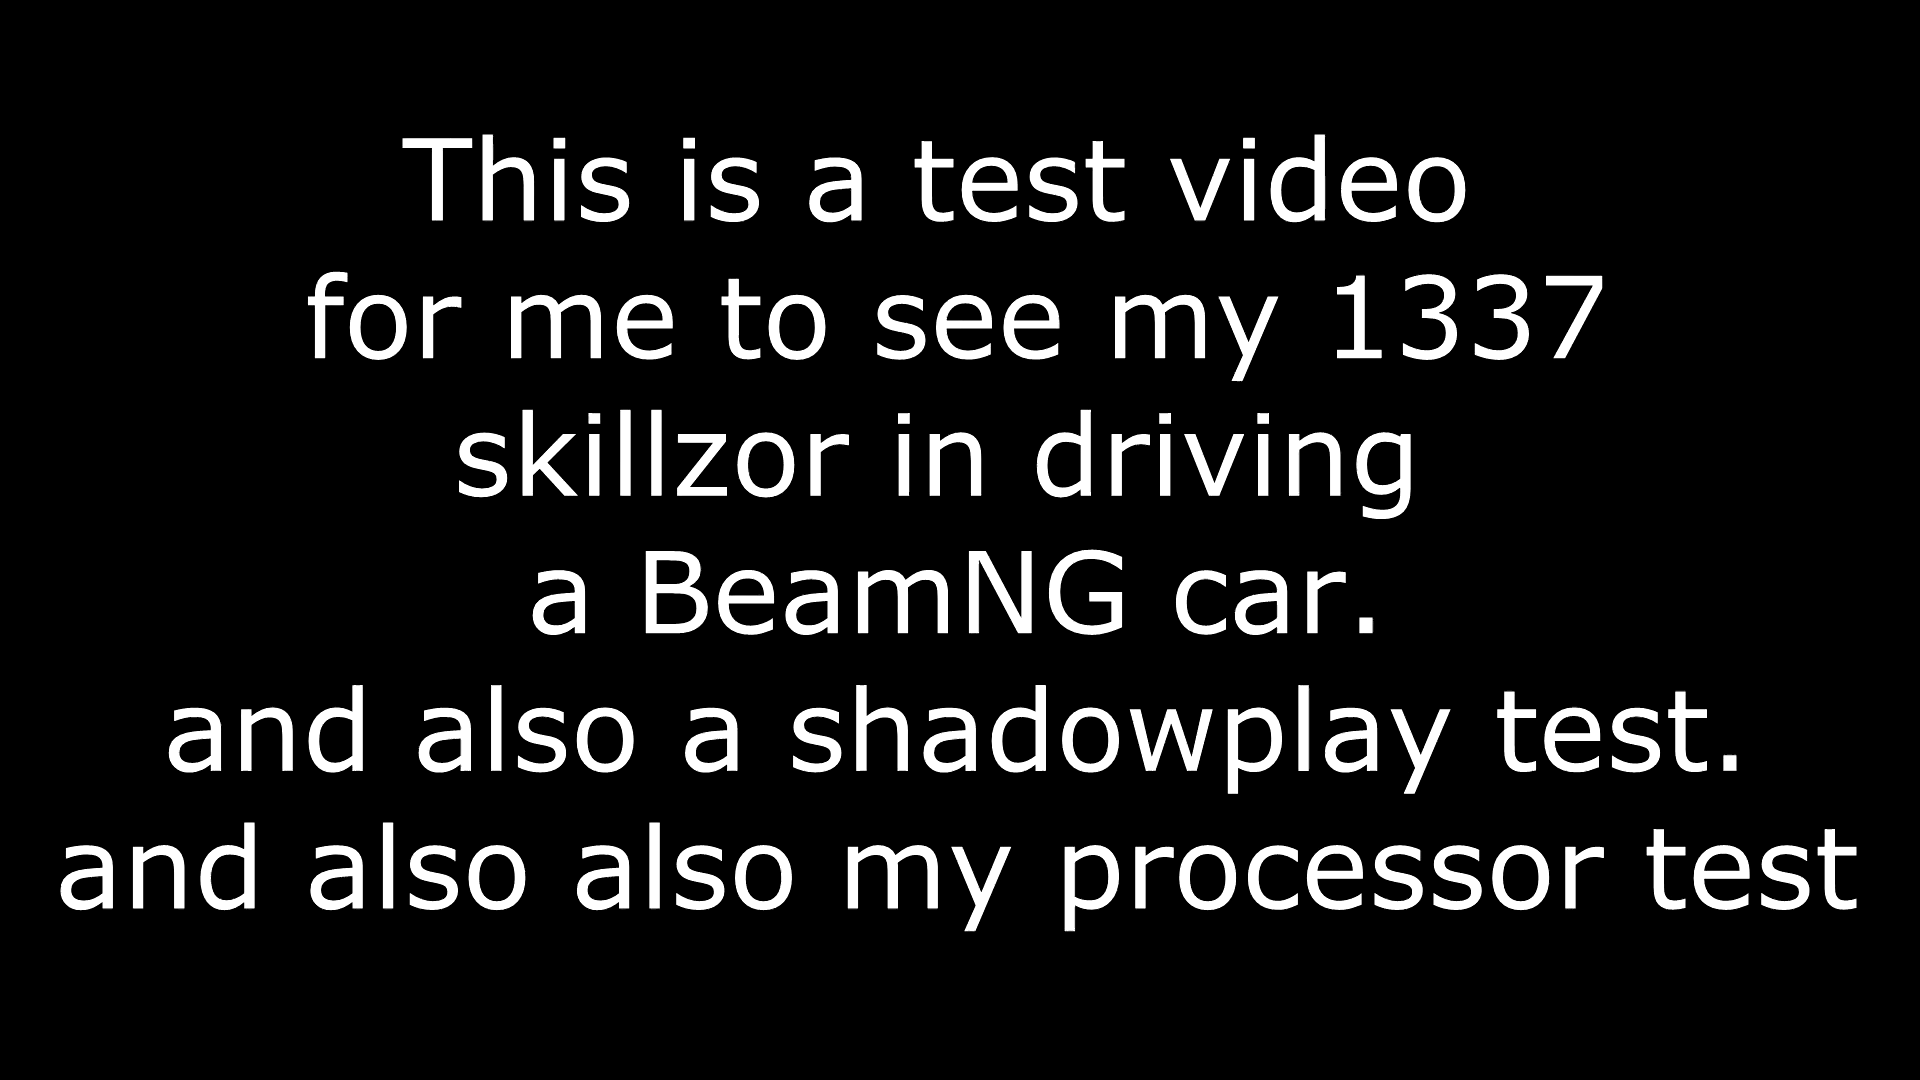 This is a test video
for me to see my 1337
skillzor in driving
a BeamNG car.
and also a shadowplay test.
and also also my processor test